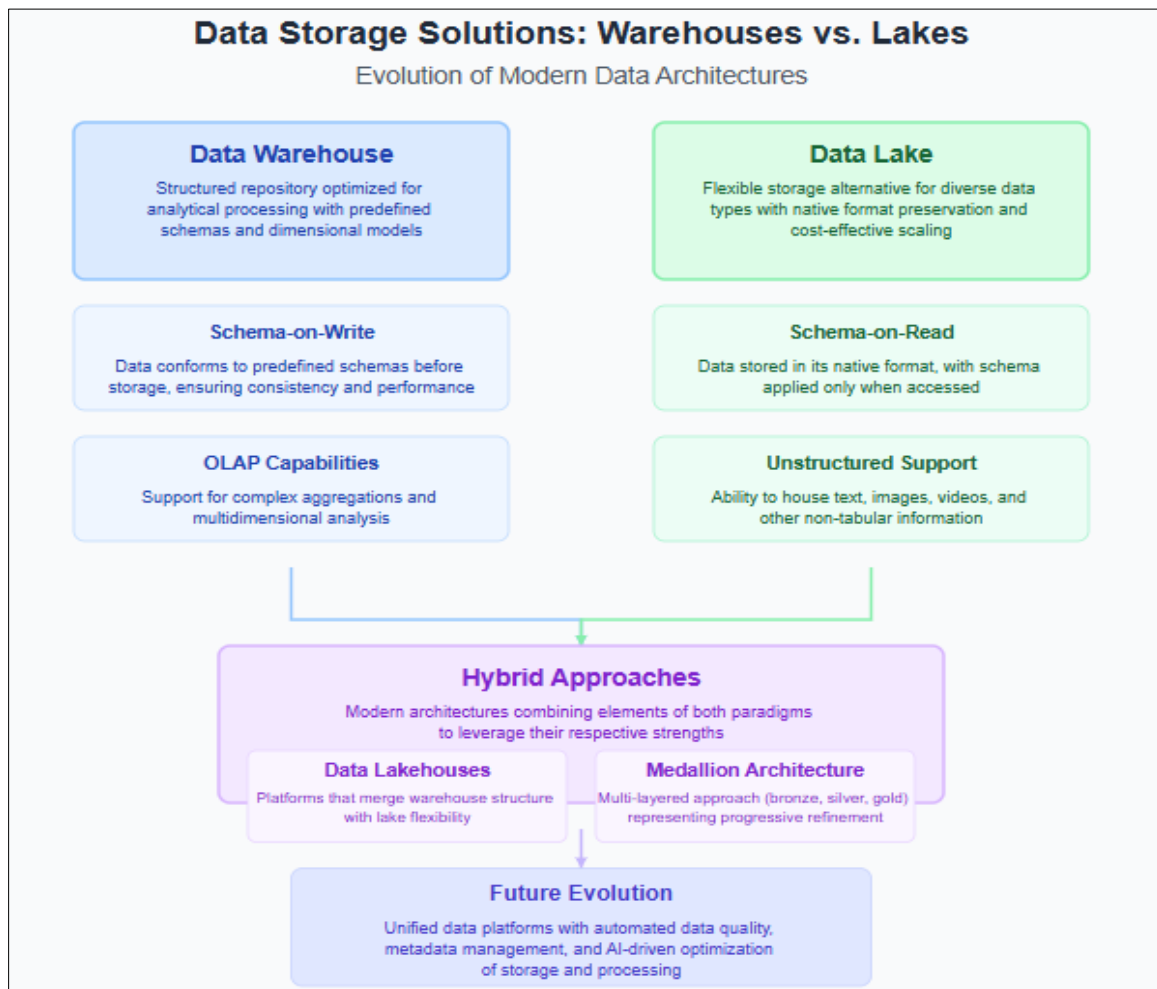 Data Storage Solutions: Warehouses vs. Lakes
Evolution of Modern Data Architectures
Data Warehouse
Structured repository optimized for
analytical processing with predefined
schemas and dimensional models
Data Lake
Flexible storage alternative for diverse data
types with native format preservation and
cost-effective scaling
Schema-on-Write
Data conforms to predefined schemas before
storage, ensuring consistency and performance
Schema-on-Read
Data stored in its native format, with schema
applied only when accessed
OLAP Capabilities
Support for complex aggregations and
multidimensional analysis
Unstructured Support
Ability to house text, images, videos, and
other non-tabular information
Hybrid Approaches
Modern architectures combining elements of both paradigms
to leverage their respective strengths
Data Lakehouses
Platforms that merge warehouse structure
with lake flexibility
Medallion Architecture
Multi-layered approach (bronze, silver, gold)
representing progressive refinement
Future Evolution
Unified data platforms with automated data quality,
metadata management, and AI-driven optimization
of storage and processing